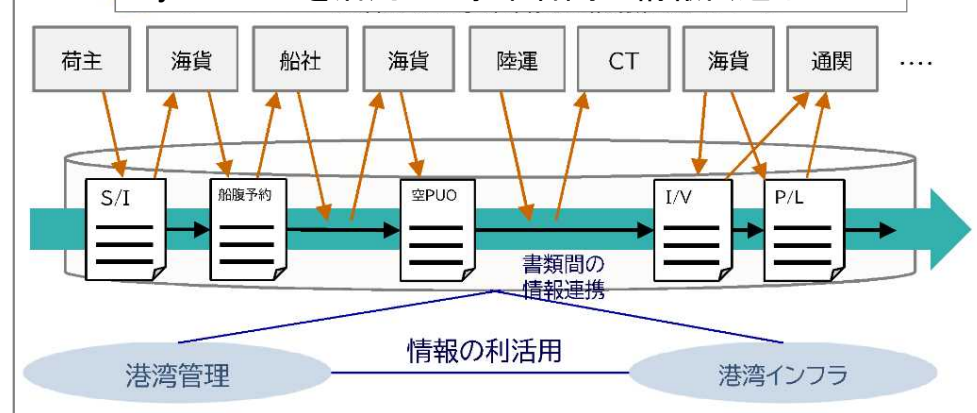 荷主 海貨 船社 海貨 陸運 CT 海貨 通関 ‥‥
S/I 船腹予約 空PUO I/V P/L
書類間の
情報連携
情報の利活用
港湾管理 港湾インフラ